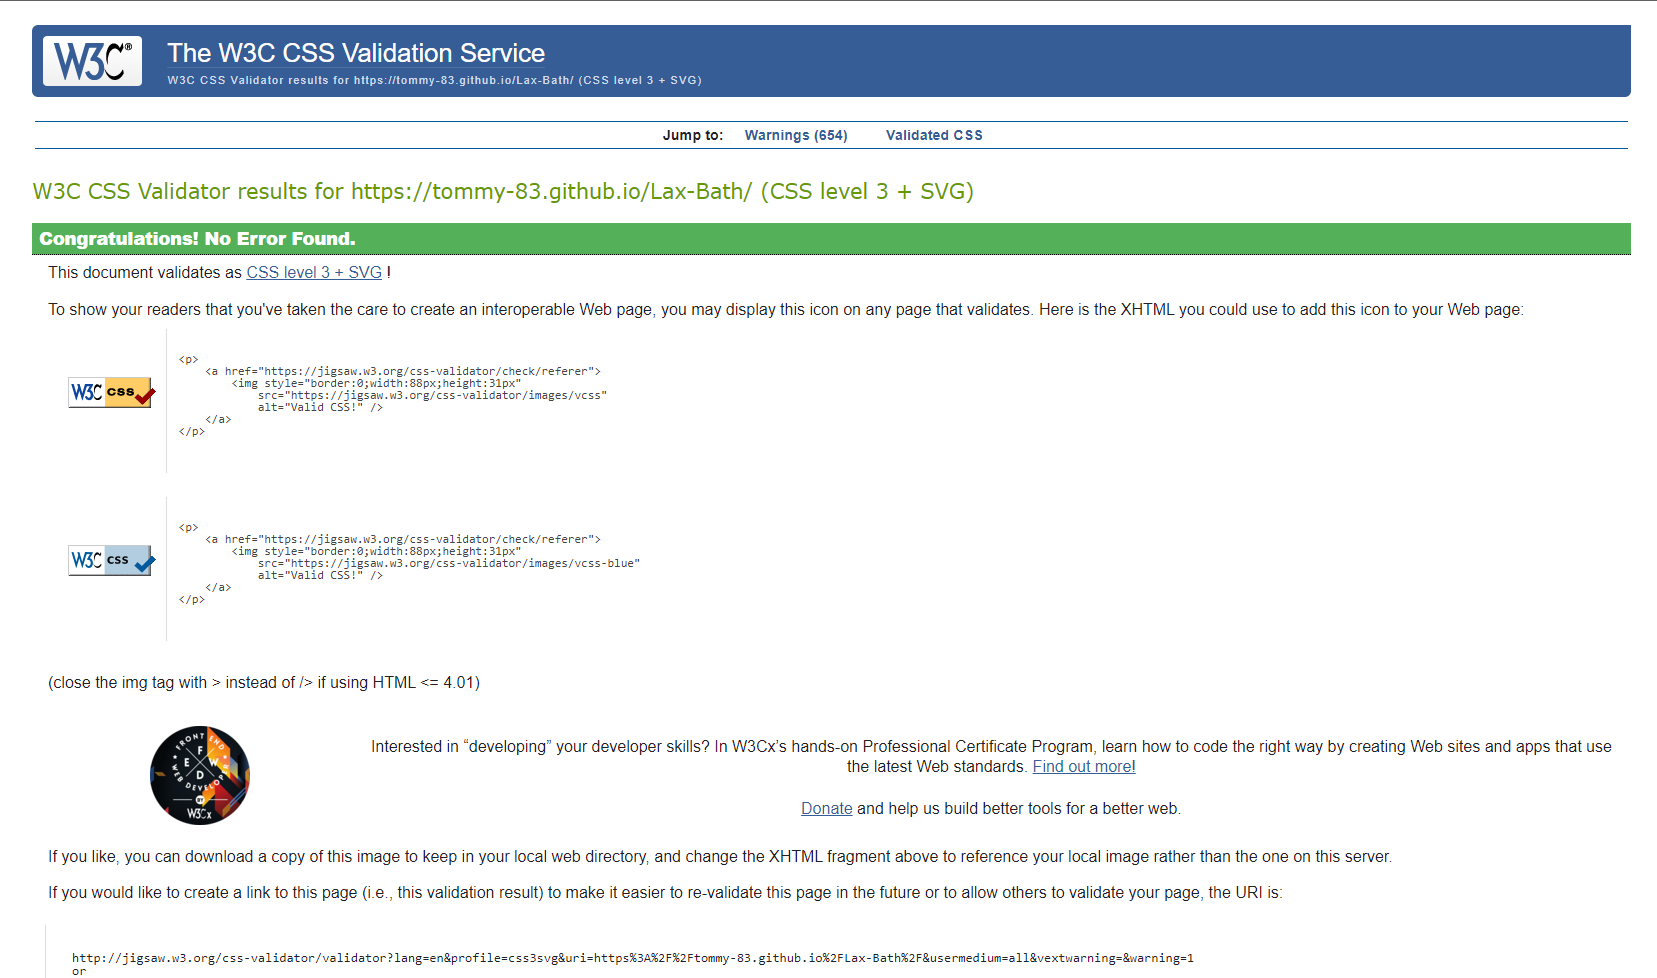 W3C®
The W3C CSS Validation Service
W3C CSS Validator results for https://tommy-83.github.io/Lax-Bath/ (CSS level 3 + SVG)
Jump to: Warnings (654) Validated CSS
W3C CSS Validator results for https://tommy-83.github.io/Lax-Bath/ (CSS level 3 + SVG)
Congratulations! No Error Found.
This document validates as CSS level 3 + SVG !
To show your readers that you've taken the care to create an interoperable Web page, you may display this icon on any page that validates. Here is the XHTML you could use to add this icon to your Web page:
W3C css
<p>
<a href="https://jigsaw.w3.org/css-validator/check/referer">
<img style="border:0;width:88px;height:31px"
src="https://jigsaw.w3.org/css-validator/images/vcss"
alt="Valid CSS!" />
</a>
</p>
W3C css
<p>
<a href="https://jigsaw.w3.org/css-validator/check/referer">
<img style="border:0;width:88px;height:31px"
src="https://jigsaw.w3.org/css-validator/images/vcss-blue"
alt="Valid CSS!" />
</a>
</p>
(close the img tag with > instead of /> if using HTML <= 4.01)
FRONT END
WEB DEVELOPER
F E W D
BY
W3Cx
Interested in “developing” your developer skills? In W3Cx’s hands-on Professional Certificate Program, learn how to code the right way by creating Web sites and apps that use
the latest Web standards. Find out more!
Donate and help us build better tools for a better web.
If you like, you can download a copy of this image to keep in your local web directory, and change the XHTML fragment above to reference your local image rather than the one on this server.
If you would like to create a link to this page (i.e., this validation result) to make it easier to re-validate this page in the future or to allow others to validate your page, the URI is:
http://jigsaw.w3.org/css-validator/validator?lang=en&profile=css3svg&uri=https%3A%2F%2Ftommy-83.github.io%2FLax-Bath%2F&usermedium=all&vextwarning=&warning=1
or